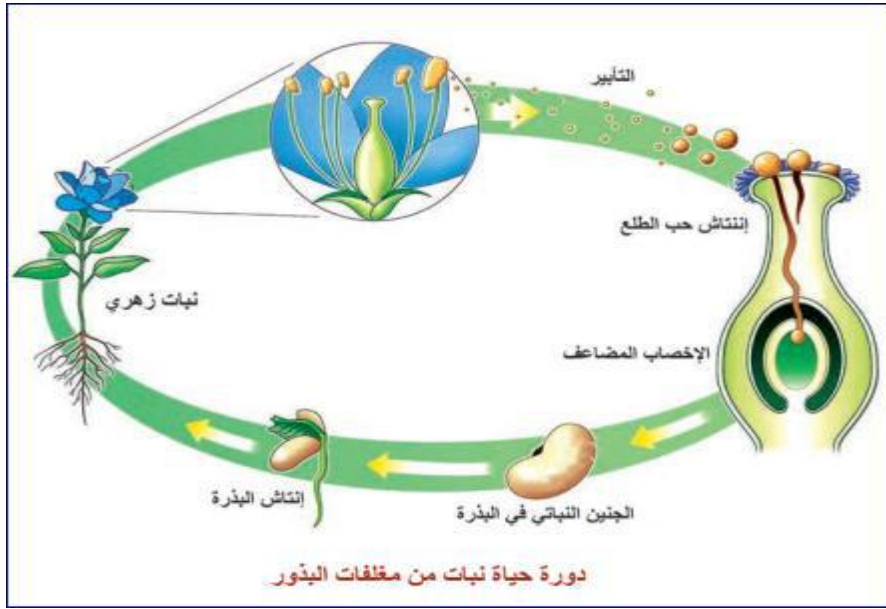 التأبير
إنتتاش حب الطلع
نبات زهري
الإخصاب المضاعف
إنتاش البذرة
الجنين النباتي في البذرة
دورة حياة نبات من مغلفات البذور